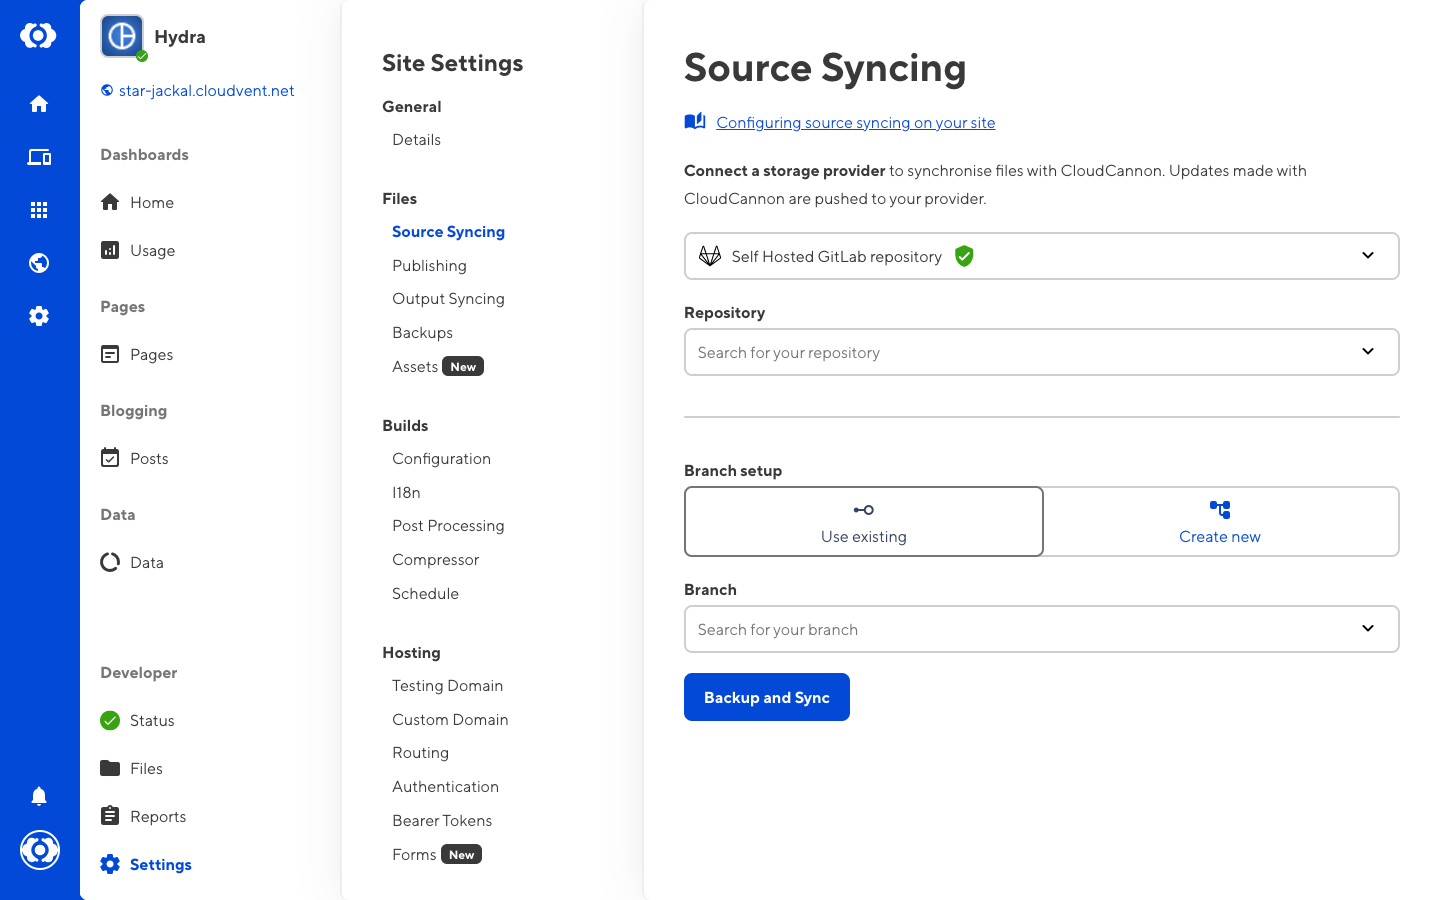 Hydra
star-jackal.cloudvent.net
Dashboards
Home
Usage
Pages
Pages
Blogging
Posts
Data
Data
Developer
Status
Files
Reports
Settings
Site Settings
General
Details
Files
Source Syncing
Publishing
Output Syncing
Backups
Assets New
Builds
Configuration
I18n
Post Processing
Compressor
Schedule
Hosting
Testing Domain
Custom Domain
Routing
Authentication
Bearer Tokens
Forms New
Source Syncing
Configuring source syncing on your site
Connect a storage provider to synchronise files with CloudCannon. Updates made with
CloudCannon are pushed to your provider.
Self Hosted GitLab repository
Repository
Search for your repository
Branch setup
Use existing
Create new
Branch
Search for your branch
Backup and Sync